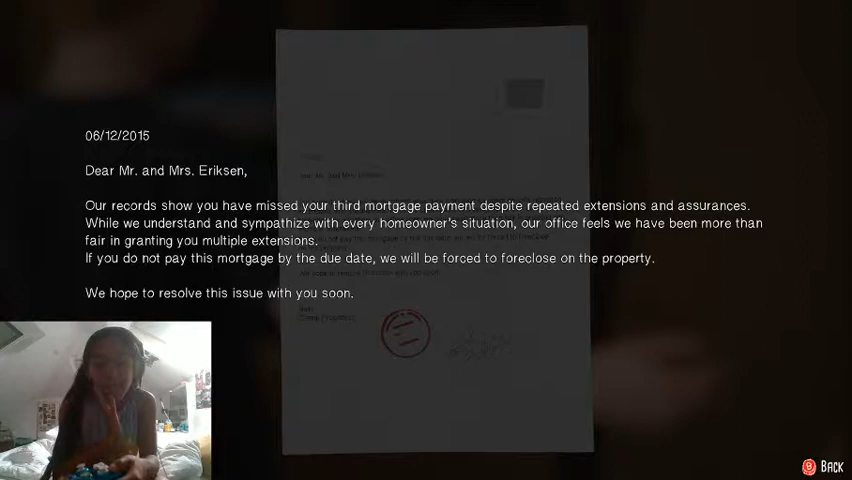 06/12/2015
Dear Mr. and Mrs. Eriksen,
Our records show you have missed your third mortgage payment despite repeated extensions and assurances.
While we understand and sympathize with every homeowner's situation, our office feels we have been more than
fair in granting you multiple extensions.
If you do not pay this mortgage by the due date, we will be forced to foreclose on the property.
We hope to resolve this issue with you soon.
B BACK